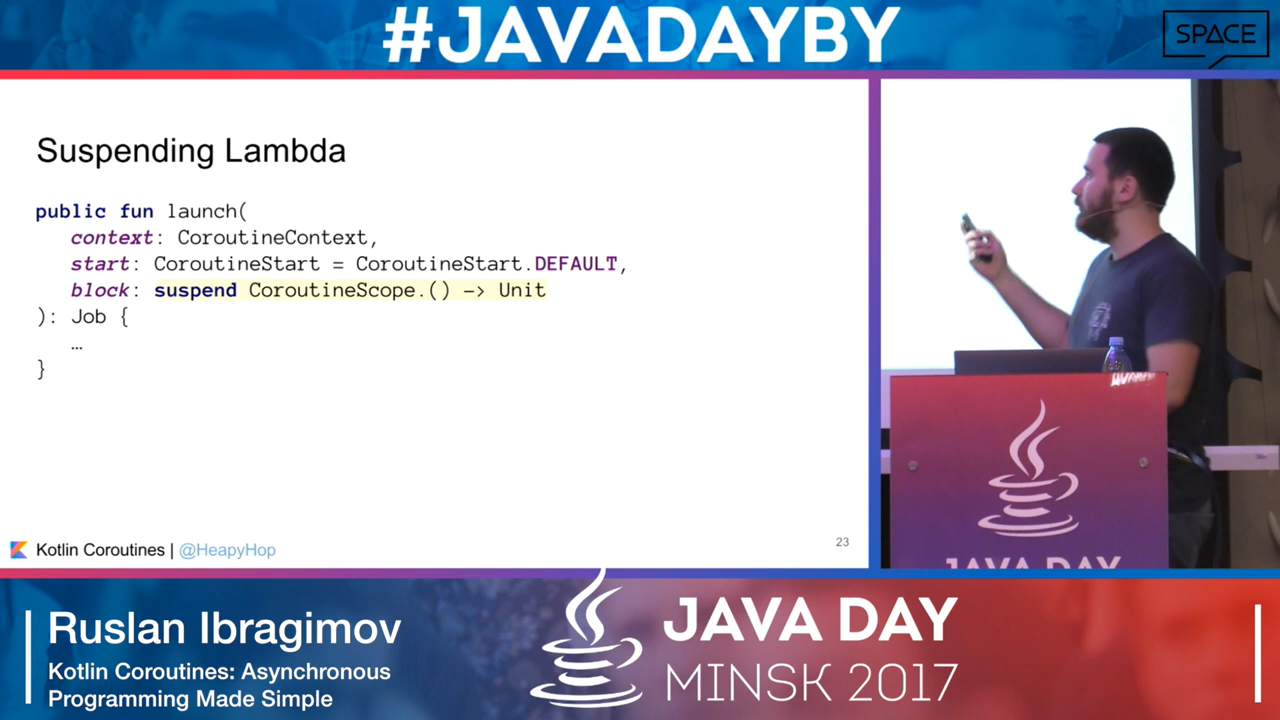 #JAVADAYBY
SPACE
Suspending Lambda
public fun launch(
context: CoroutineContext,
start: CoroutineStart = CoroutineStart.DEFAULT,
block: suspend CoroutineScope.() -> Unit
): Job {
…
}
Kotlin Coroutines | @HeapyHop
23
JAVA DAY
Ruslan Ibragimov
Kotlin Coroutines: Asynchronous
Programming Made Simple
JAVA DAY
MINSK 2017